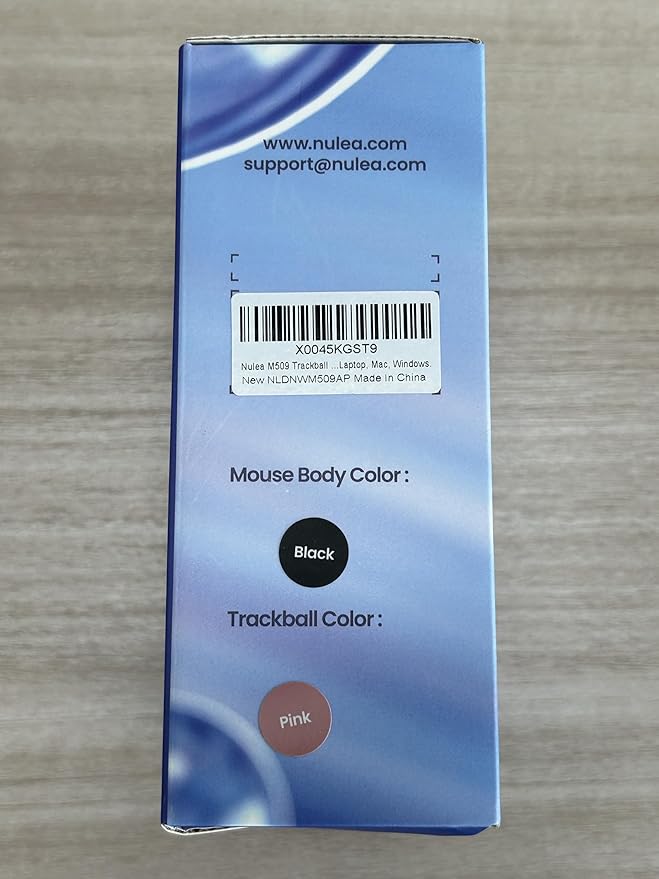 www.nulea.com
support@nulea.com
X0045KGST9
Nulea M509 Trackball ...Laptop, Mac, Windows.
New NLDNWM509AP Made In China
Mouse Body Color :
Black
Trackball Color :
Pink